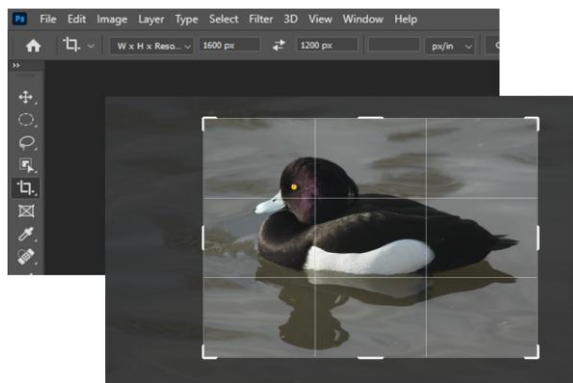 Ps File Edit Image Layer Type Select Filter 3D View Window Help
W x H x Reso... 1600 px 1200 px px/in